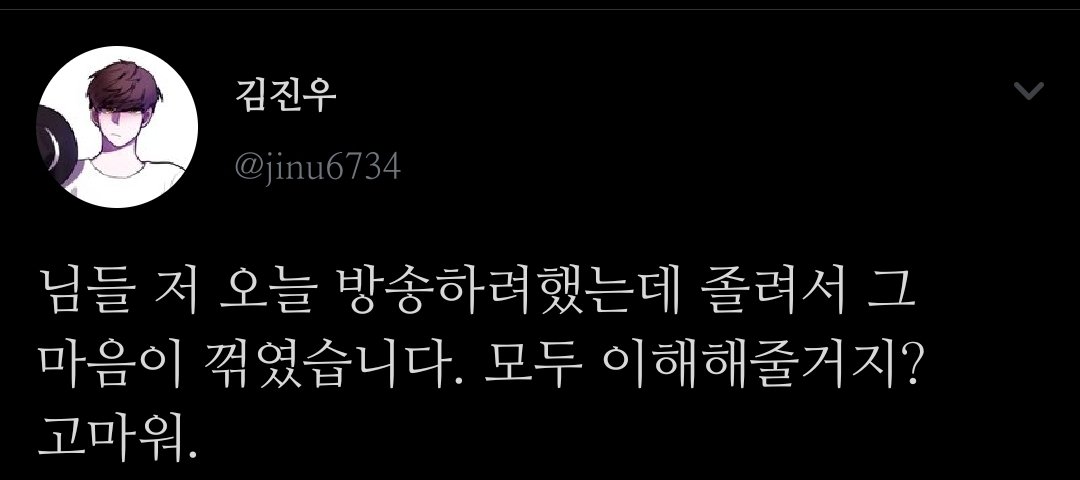 김진우
@jinu6734
님들 저 오늘 방송하려했는데 졸려서 그
마음이 꺾였습니다. 모두 이해해줄거지?
고마워.